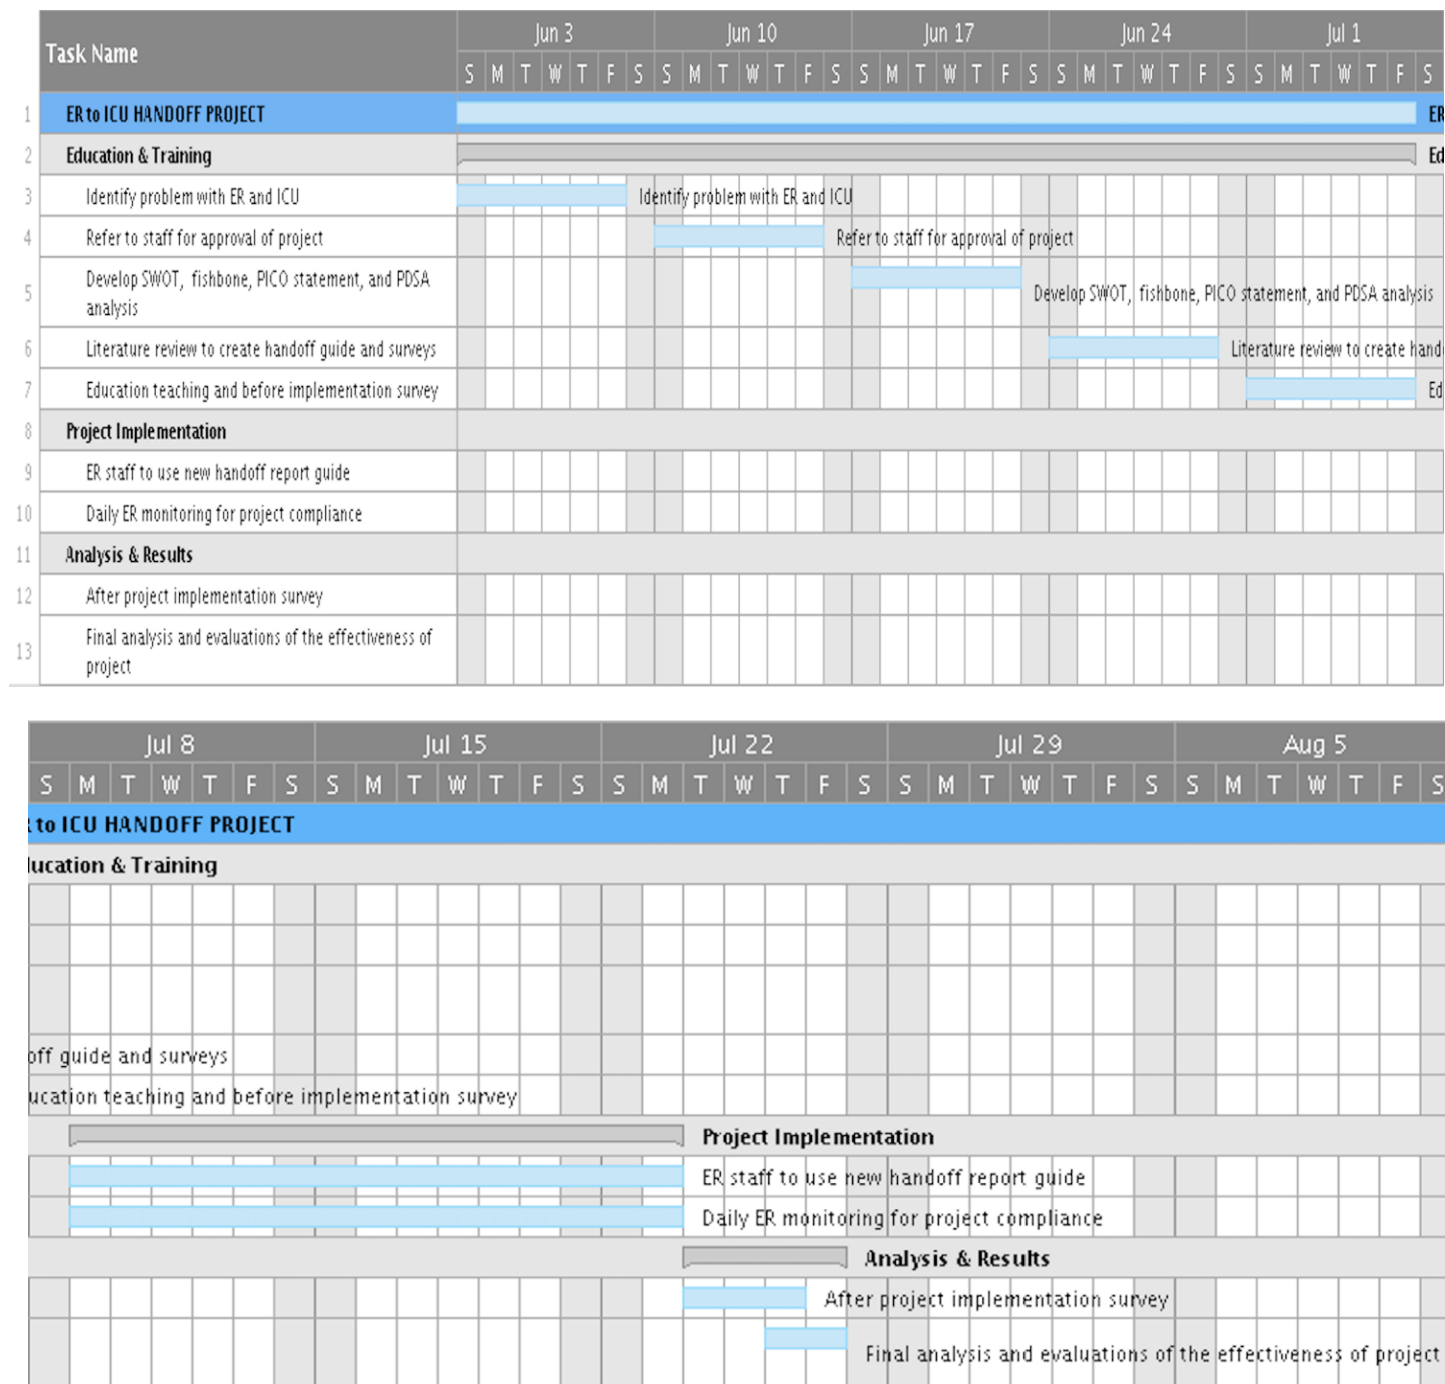 Task Name
Jun 3 Jun 10 Jun 17 Jun 24 Jul 1
S M T W T F S S M T W T F S S M T W T F S S M T W T F S S M T W T F S
1 ER to ICU HANDOFF PROJECT ER
2 Education & Training Ed
3 Identify problem with ER and ICU Identify problem with ER and ICU
4 Refer to staff for approval of project Refer to staff for approval of project
5 Develop SWOT, fishbone, PICO statement, and PDSA
analysis
Develop SWOT, fishbone, PICO statement, and PDSA analysis
6 Literature review to create handoff guide and surveys Literature review to create hand
7 Education teaching and before implementation survey Ed
8 Project Implementation
9 ER staff to use new handoff report guide
10 Daily ER monitoring for project compliance
11 Analysis & Results
12 After project implementation survey
13 Final analysis and evaluations of the effectiveness of
project
Jul 8 Jul 15 Jul 22 Jul 29 Aug 5
S M T W T F S S M T W T F S S M T W T F S S M T W T F S S M T W T F S
to ICU HANDOFF PROJECT
ucation & Training
off guide and surveys
ucation teaching and before implementation survey
Project Implementation
ER staff to use new handoff report guide
Daily ER monitoring for project compliance
Analysis & Results
After project implementation survey
Final analysis and evaluations of the effectiveness of project